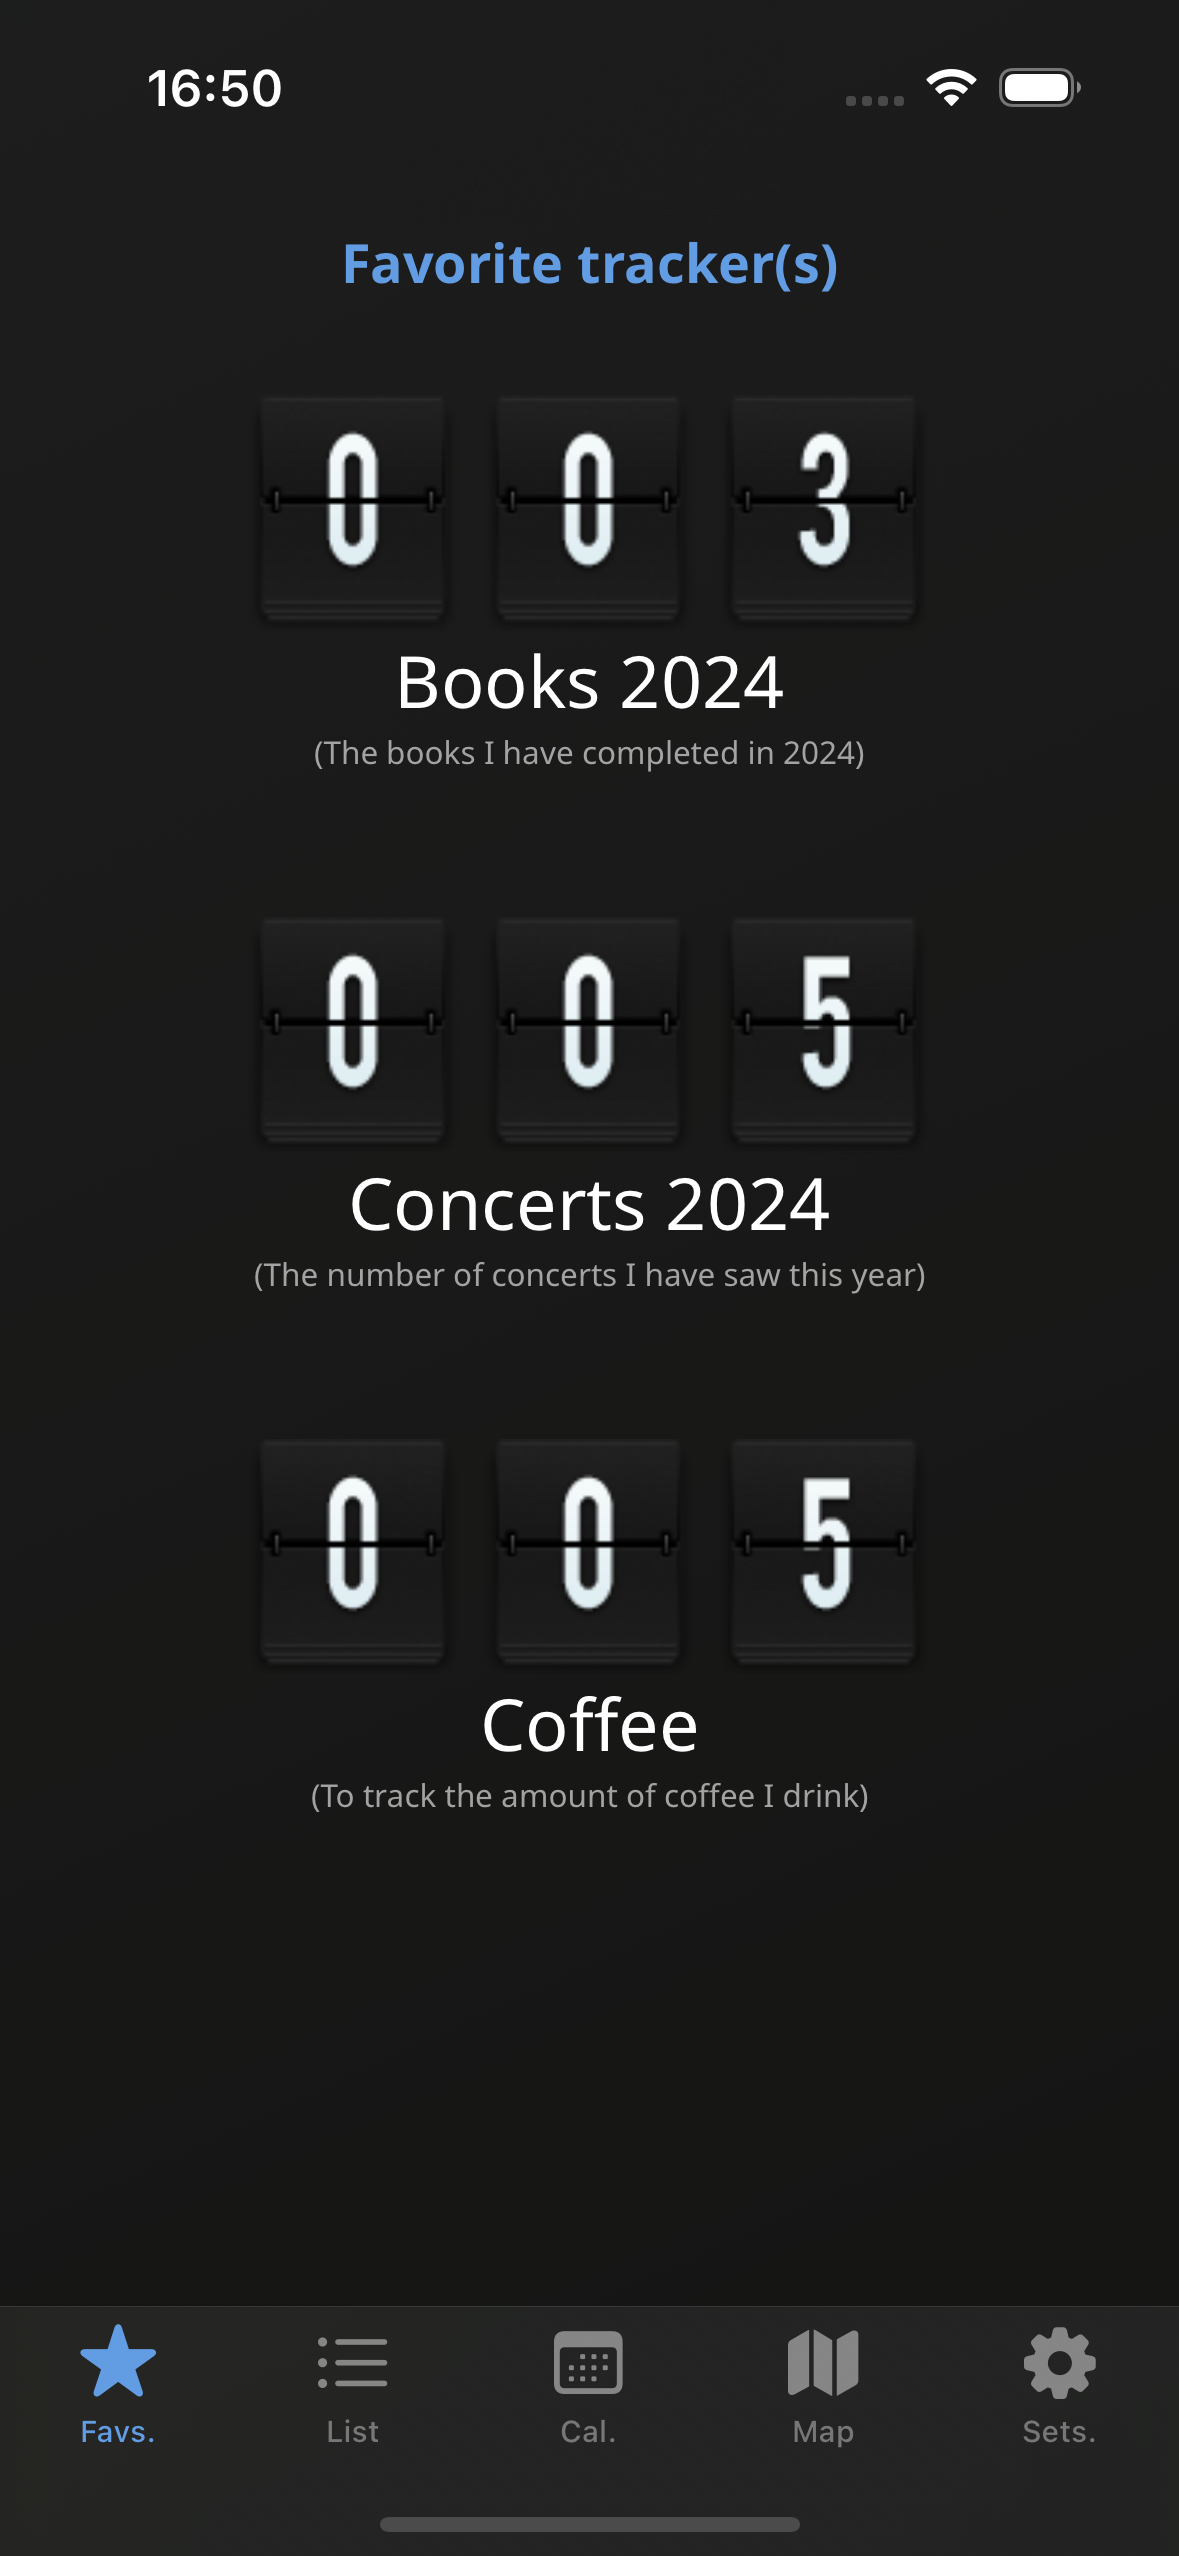 16:50
Favorite tracker(s)
0 0 3
Books 2024
(The books I have completed in 2024)
0 0 5
Concerts 2024
(The number of concerts I have saw this year)
0 0 5
Coffee
(To track the amount of coffee I drink)
Favs. List Cal. Map Sets.